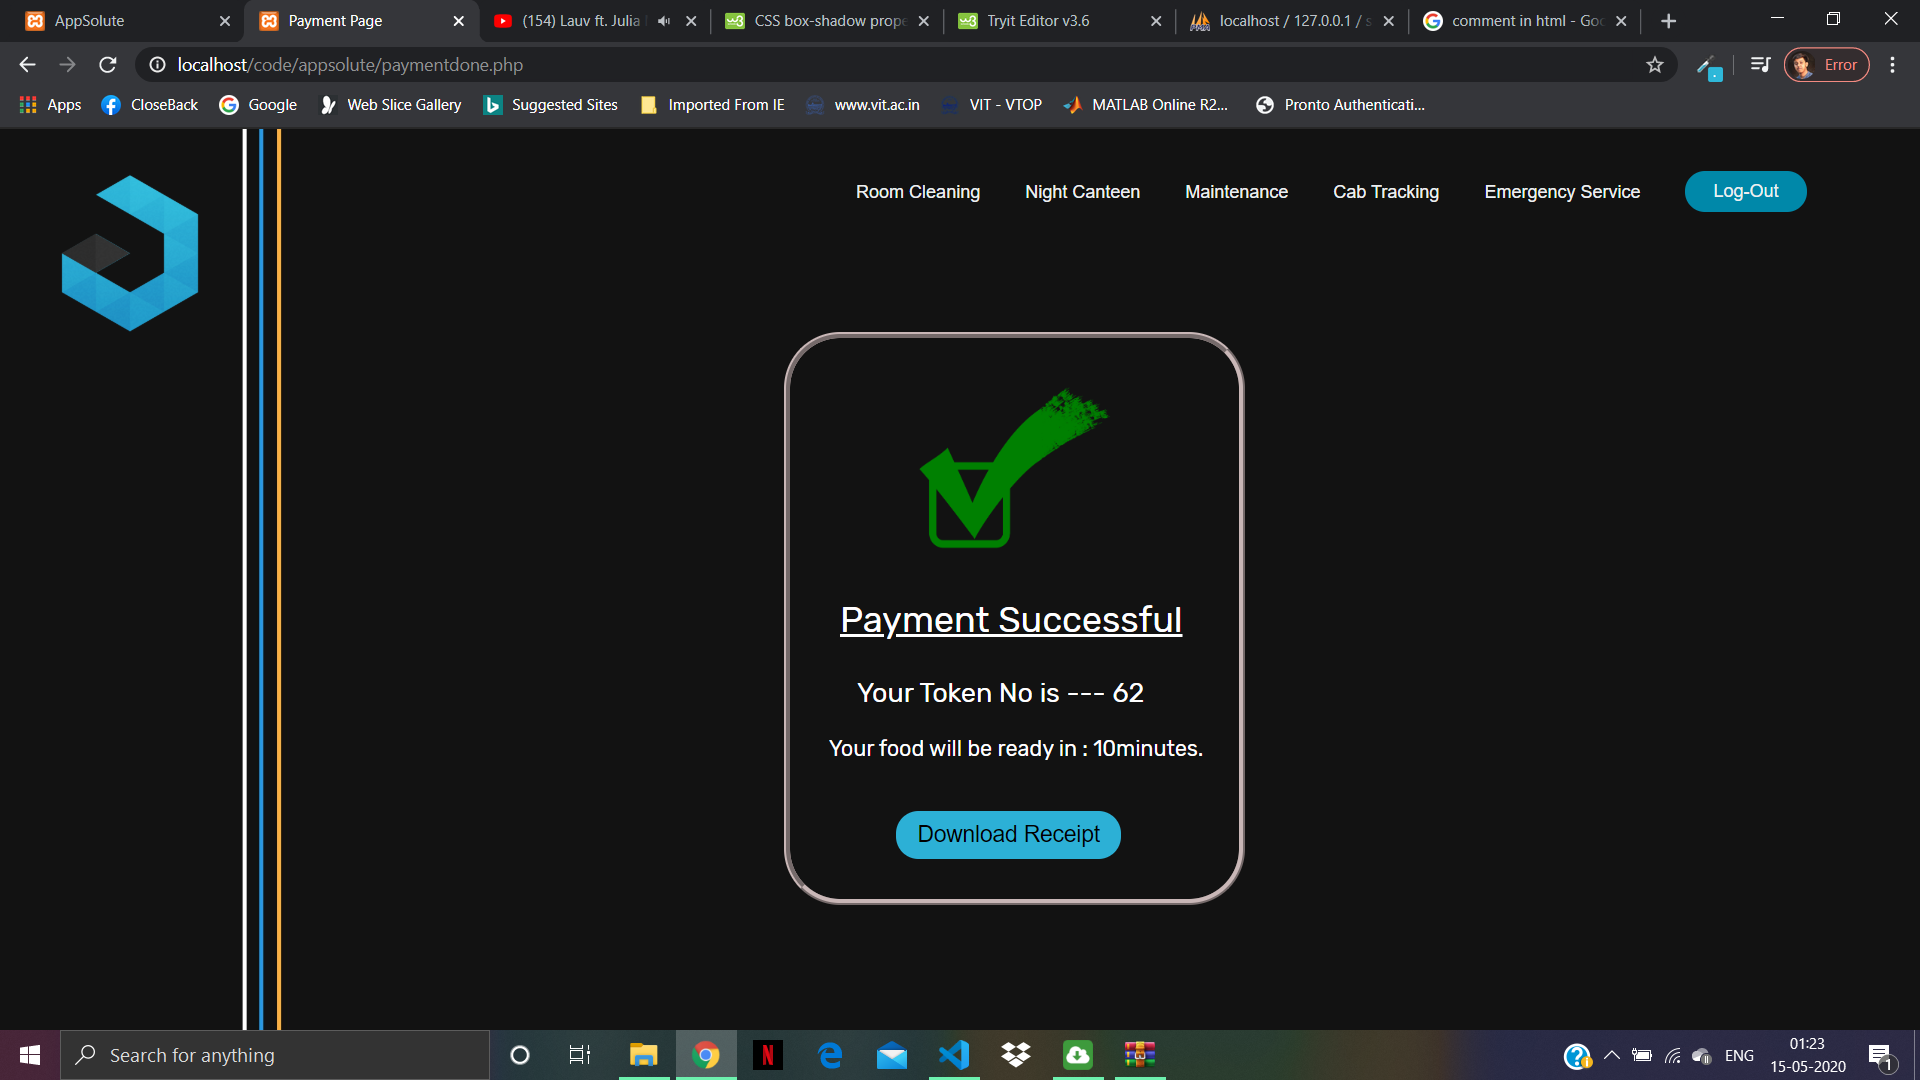 AppSolute
Payment Page
(154) Lauv ft. Julia
CSS box-shadow prope
Tryit Editor v3.6
localhost / 127.0.0.1 / s
comment in html - Goo
localhost/code/appsolute/paymentdone.php
Error
Apps
CloseBack
Google
Web Slice Gallery
Suggested Sites
Imported From IE
www.vit.ac.in
VIT - VTOP
MATLAB Online R2...
Pronto Authenticati...
Room Cleaning
Night Canteen
Maintenance
Cab Tracking
Emergency Service
Log-Out
Payment Successful
Your Token No is --- 62
Your food will be ready in : 10minutes.
Download Receipt
Search for anything
ENG
01:23
15-05-2020
1